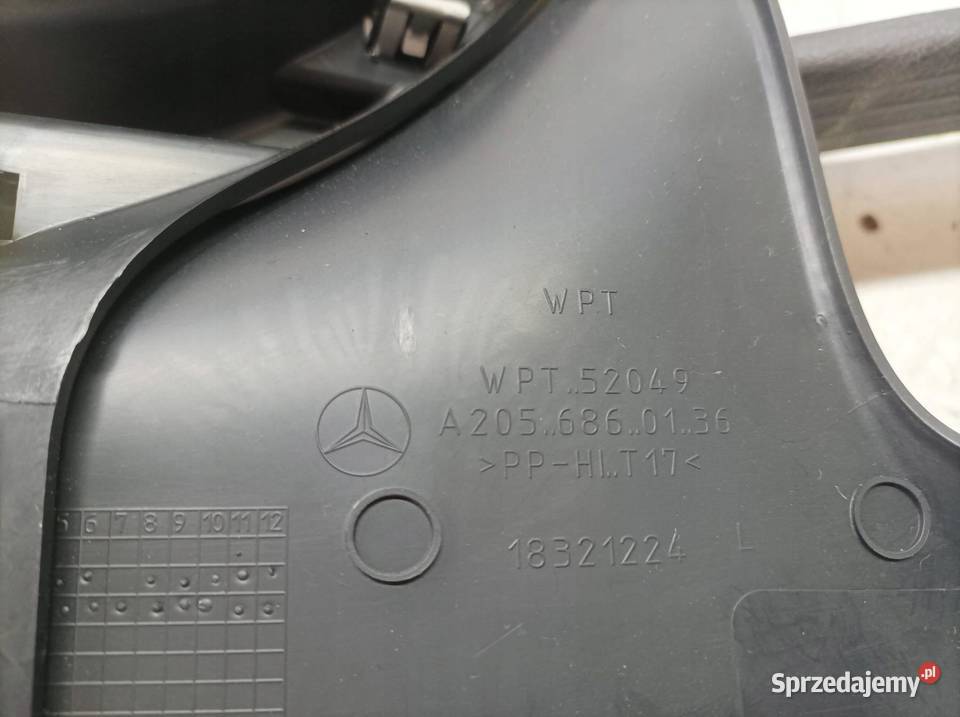 WPT
WPT..52049
A205..686..01..36
>PP-HI..T17<
5 6 7 8 9 10 11 12
18321224 L
Sprzedajemy.pl